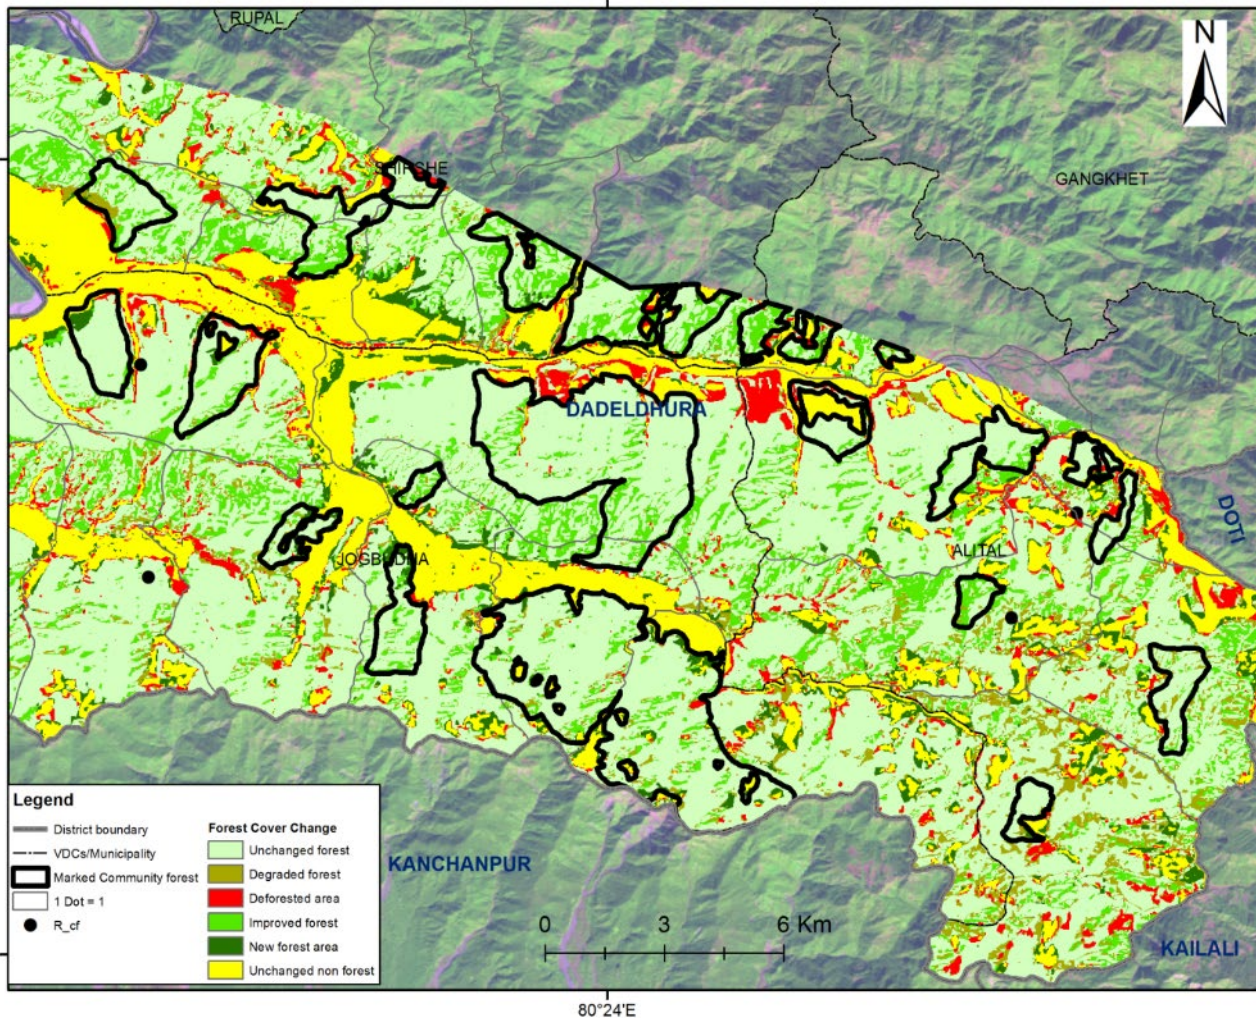 RUPAL
N
SHIRSHE
GANGKHET
DADELDHURA
DOTI
JOGBUDHA
ALITAL
Legend
District boundary
VDCs/Municipality
Marked Community forest
1 Dot = 1
R_cf
Forest Cover Change
Unchanged forest
Degraded forest
Deforested area
Improved forest
New forest area
Unchanged non forest
KANCHANPUR
0 3 6 Km
KAILALI
80°24'E